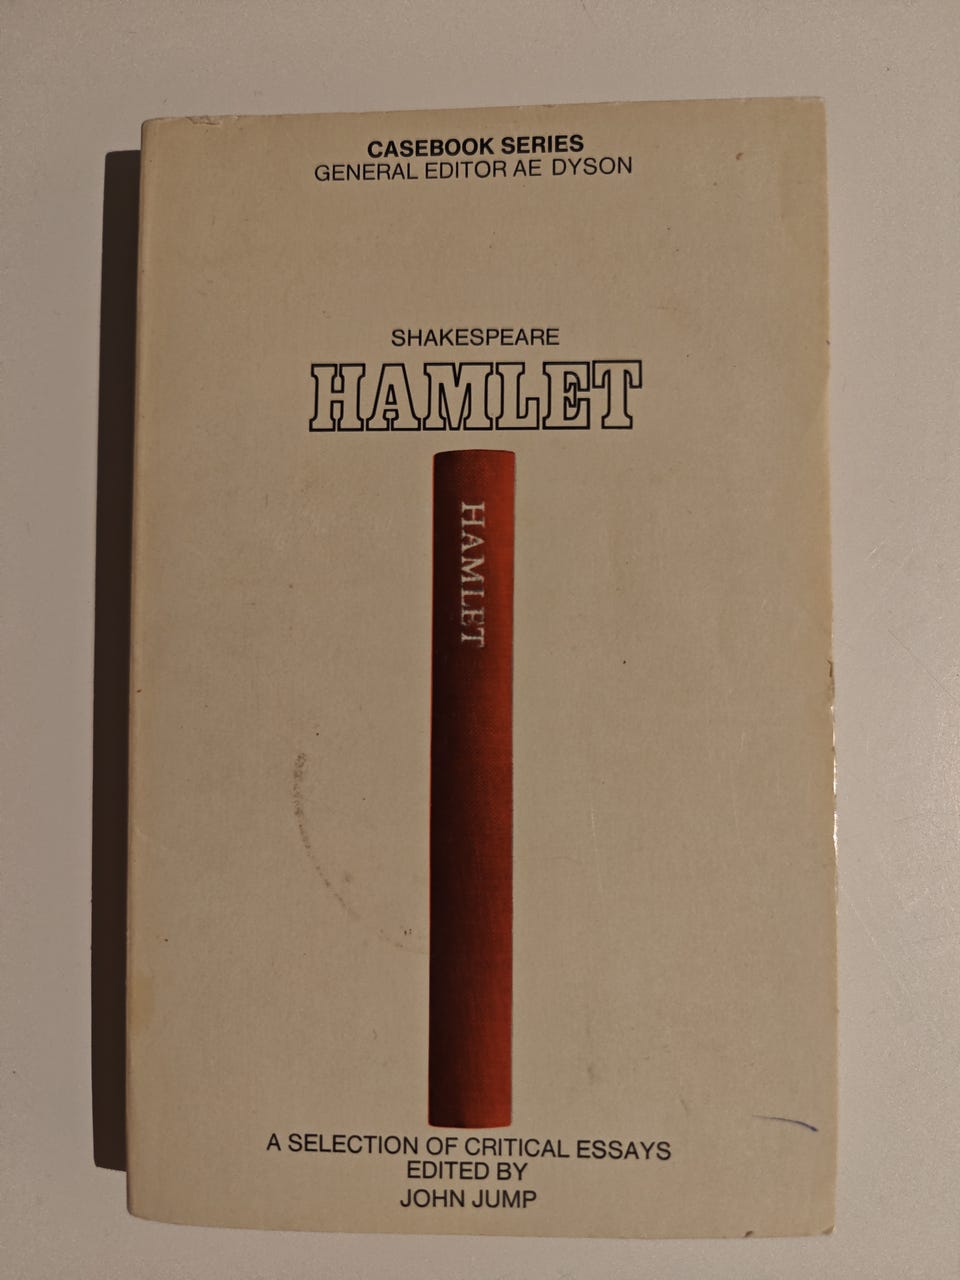 CASEBOOK SERIES
GENERAL EDITOR AE DYSON
SHAKESPEARE
HAMLET
HAMLET
A SELECTION OF CRITICAL ESSAYS
EDITED BY
JOHN JUMP